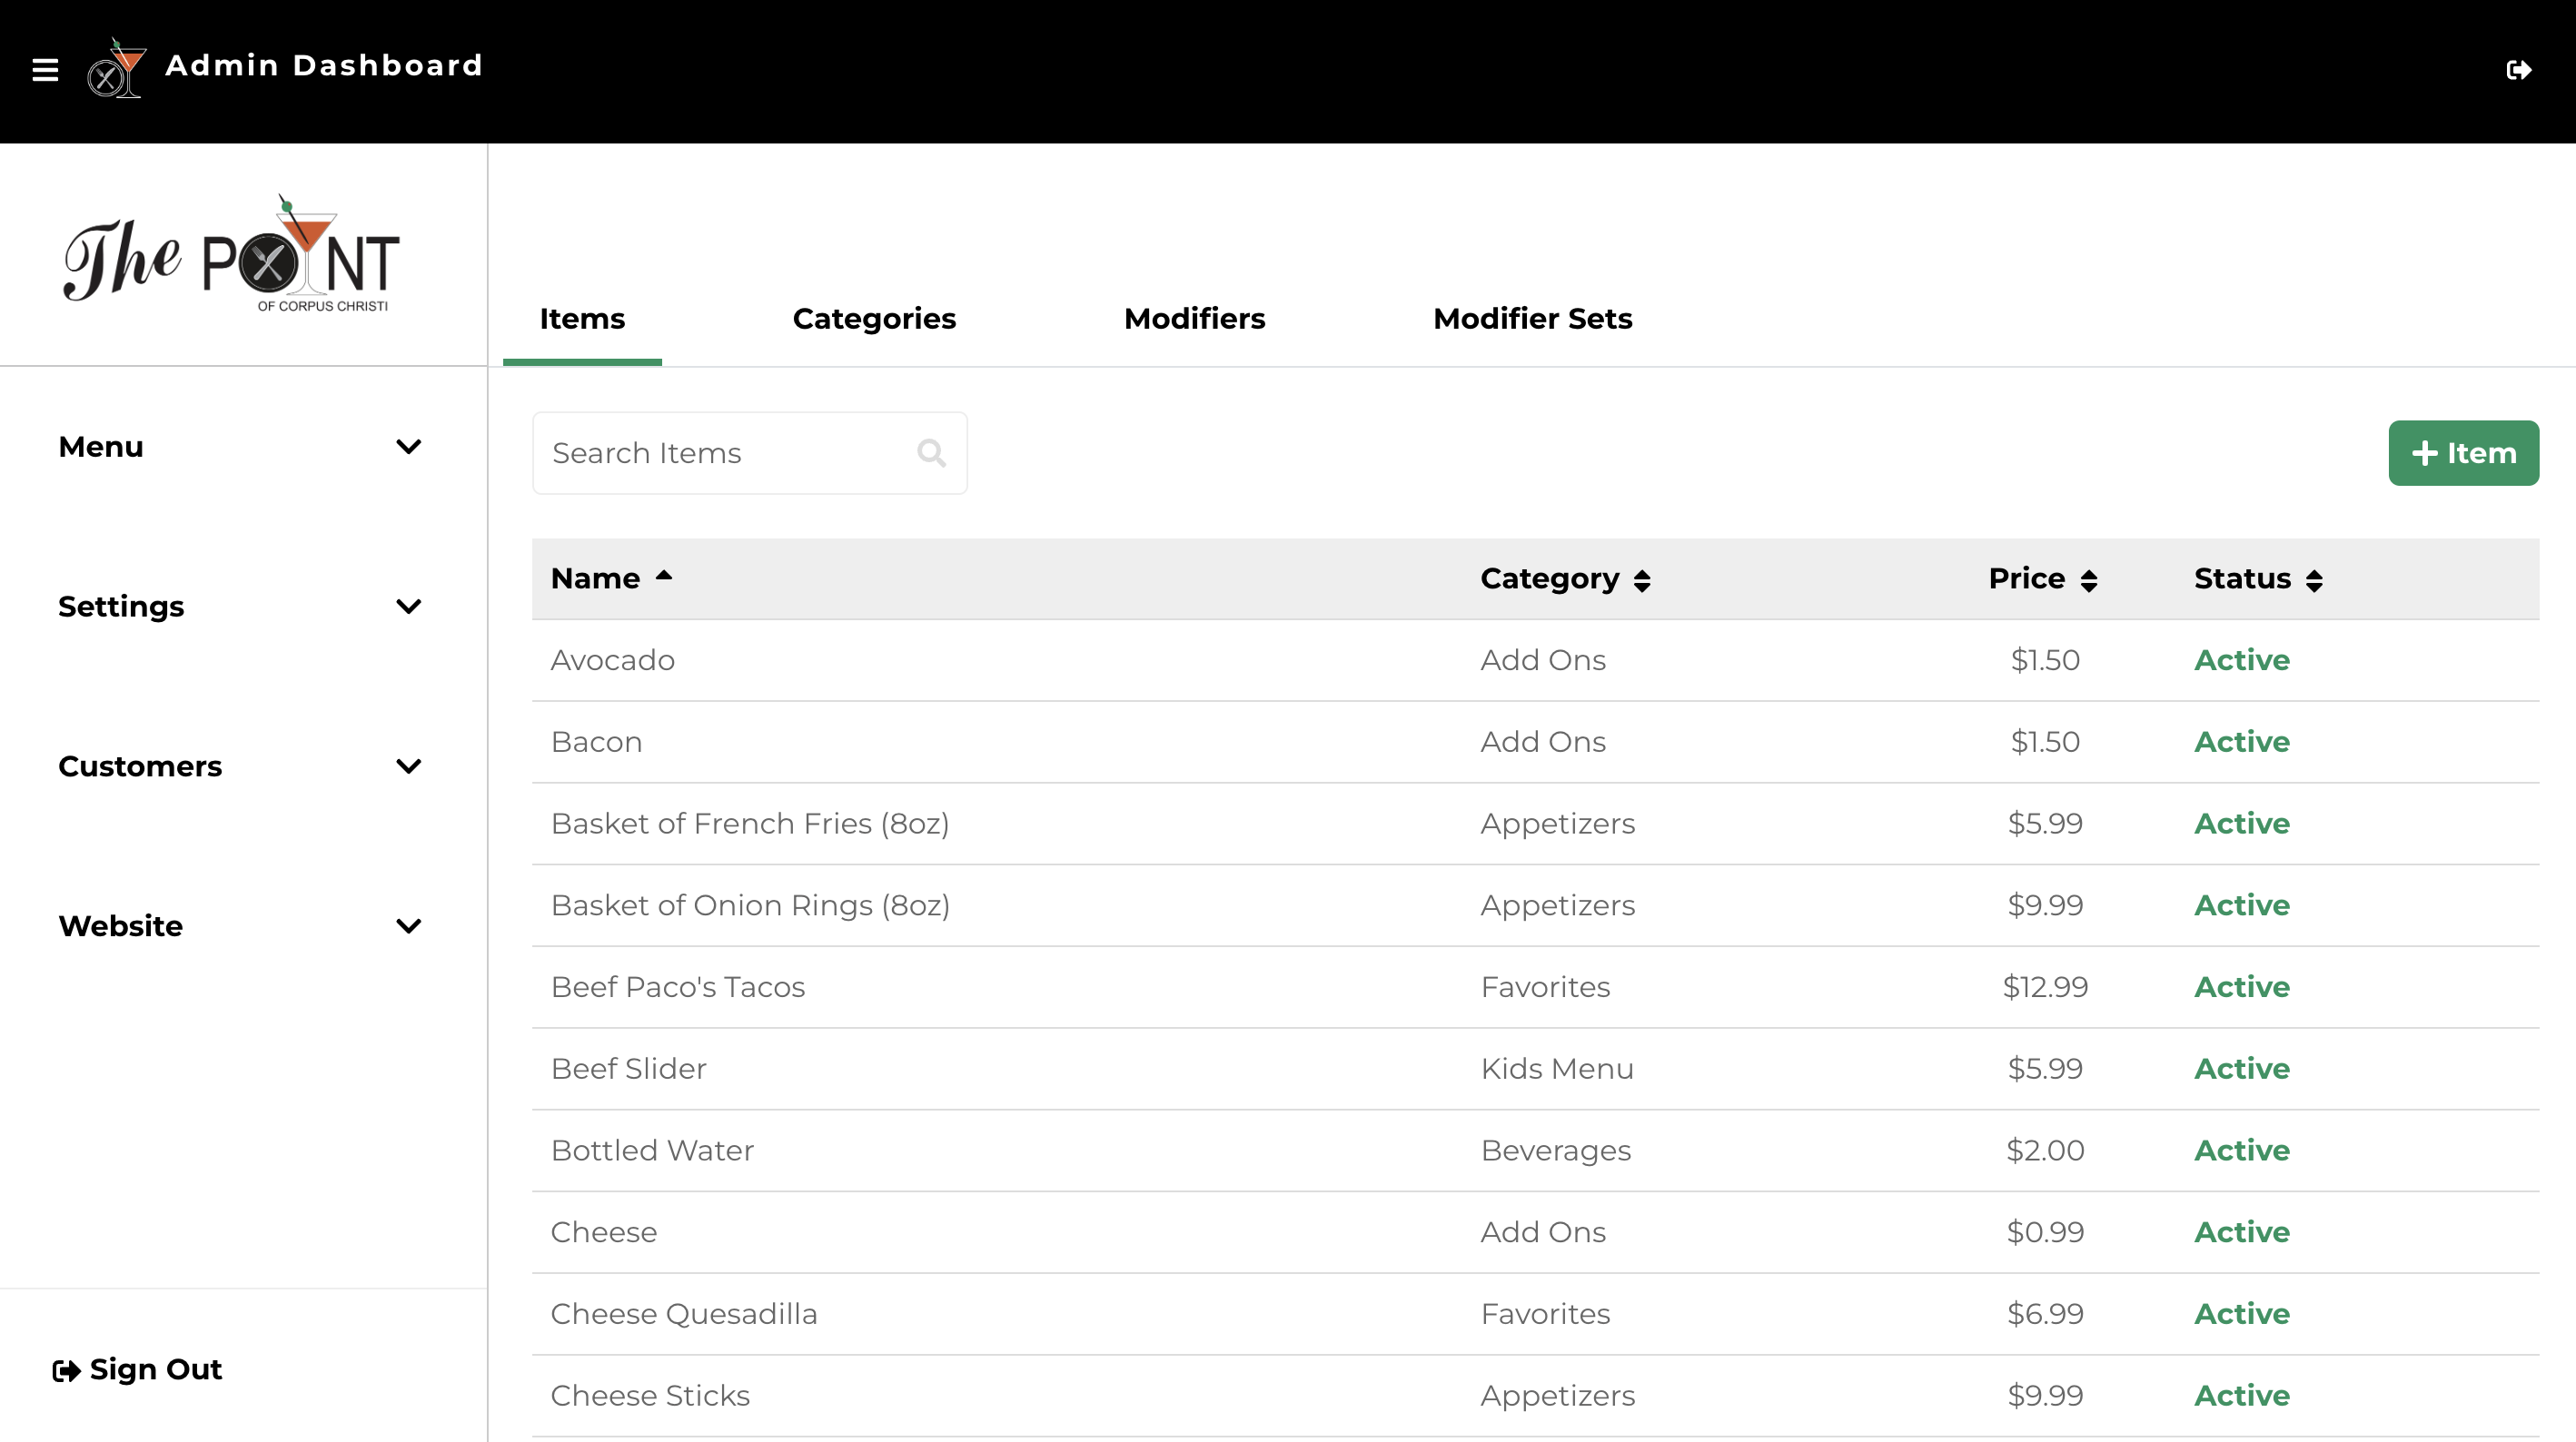 Admin Dashboard
The POINT
OF CORPUS CHRISTI
Items Categories Modifiers Modifier Sets
Menu
Settings
Customers
Website
Sign Out
Search Items
+ Item
Name Category Price Status
Avocado Add Ons $1.50 Active
Bacon Add Ons $1.50 Active
Basket of French Fries (8oz) Appetizers $5.99 Active
Basket of Onion Rings (8oz) Appetizers $9.99 Active
Beef Paco's Tacos Favorites $12.99 Active
Beef Slider Kids Menu $5.99 Active
Bottled Water Beverages $2.00 Active
Cheese Add Ons $0.99 Active
Cheese Quesadilla Favorites $6.99 Active
Cheese Sticks Appetizers $9.99 Active